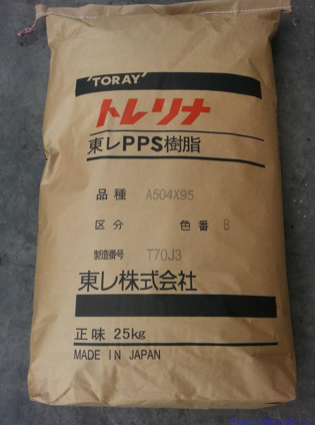 'TORAY'
トレリナ
東レPPS樹脂
品種 A504X95
区分 色番 B
製造番号 T70J3
東レ株式会社
正味 25kg
MADE IN JAPAN